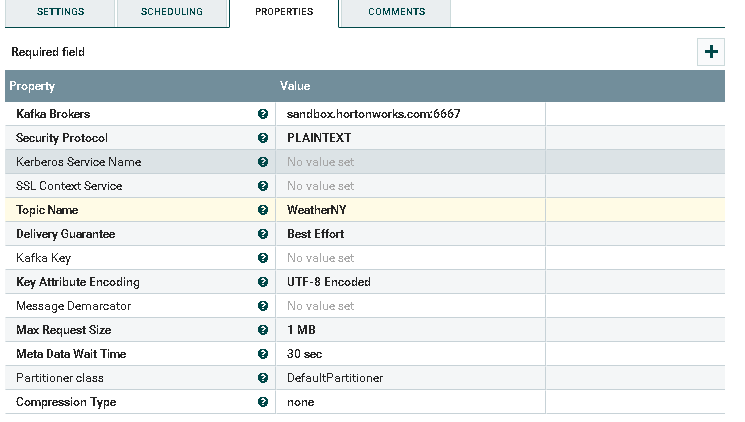 SETTINGS SCHEDULING PROPERTIES COMMENTS
Required field
Property Value
Kafka Brokers sandbox.hortonworks.com:6667
Security Protocol PLAINTEXT
Kerberos Service Name No value set
SSL Context Service No value set
Topic Name WeatherNY
Delivery Guarantee Best Effort
Kafka Key No value set
Key Attribute Encoding UTF-8 Encoded
Message Demarcator No value set
Max Request Size 1 MB
Meta Data Wait Time 30 sec
Partitioner class DefaultPartitioner
Compression Type none